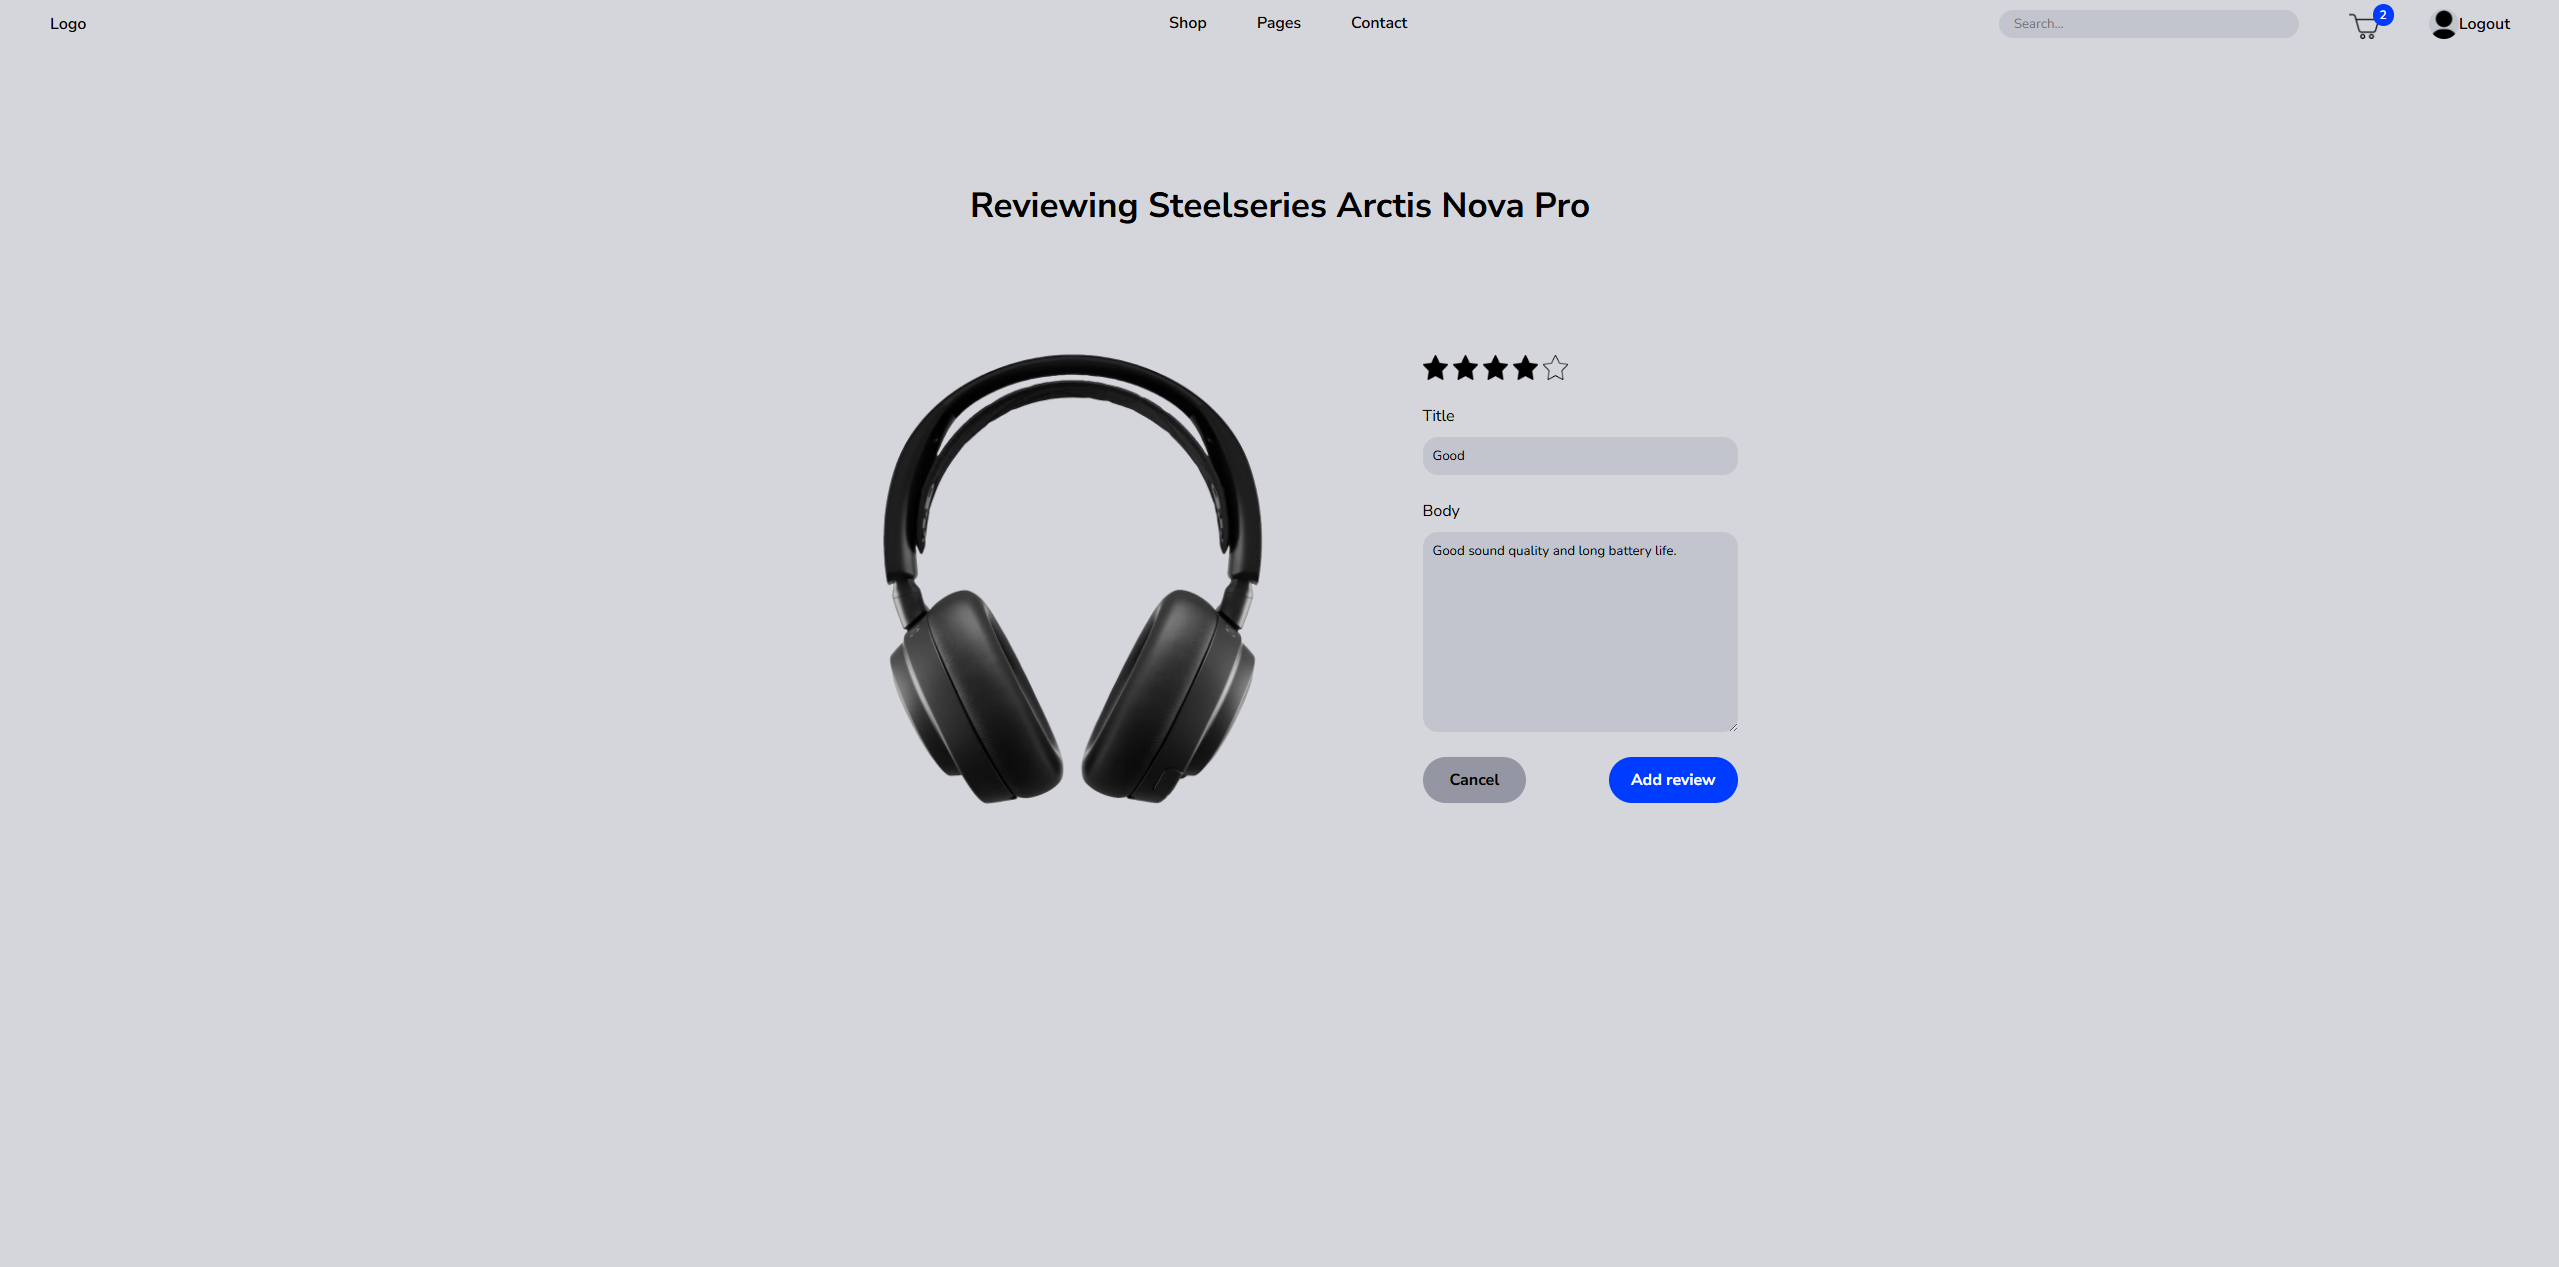 Logo
Shop
Pages
Contact
Search...
2
Logout
Reviewing Steelseries Arctis Nova Pro
Title
Good
Body
Good sound quality and long battery life.
Cancel
Add review